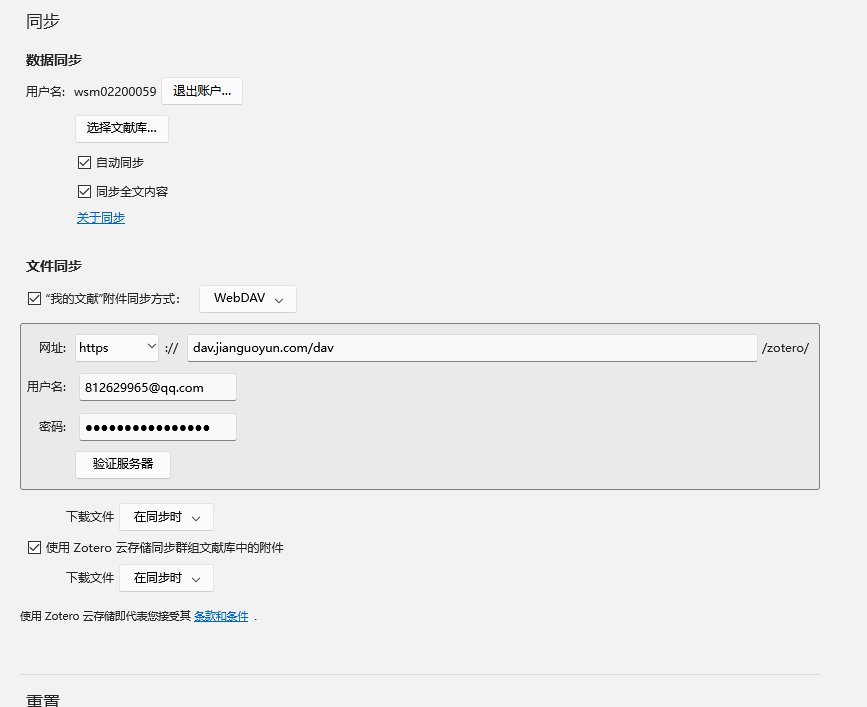 同步
数据同步
用户名: wsm02200059 退出账户...
选择文献库...
自动同步
同步全文内容
关于同步
文件同步
“我的文献”附件同步方式: WebDAV
网址: https :// dav.jianguoyun.com/dav /zotero/
用户名: 812629965@qq.com
密码: ●●●●●●●●●●●●●●●●
验证服务器
下载文件 在同步时
使用 Zotero 云存储同步群组文献库中的附件
下载文件 在同步时
使用 Zotero 云存储即代表您接受其 条款和条件 .
重置